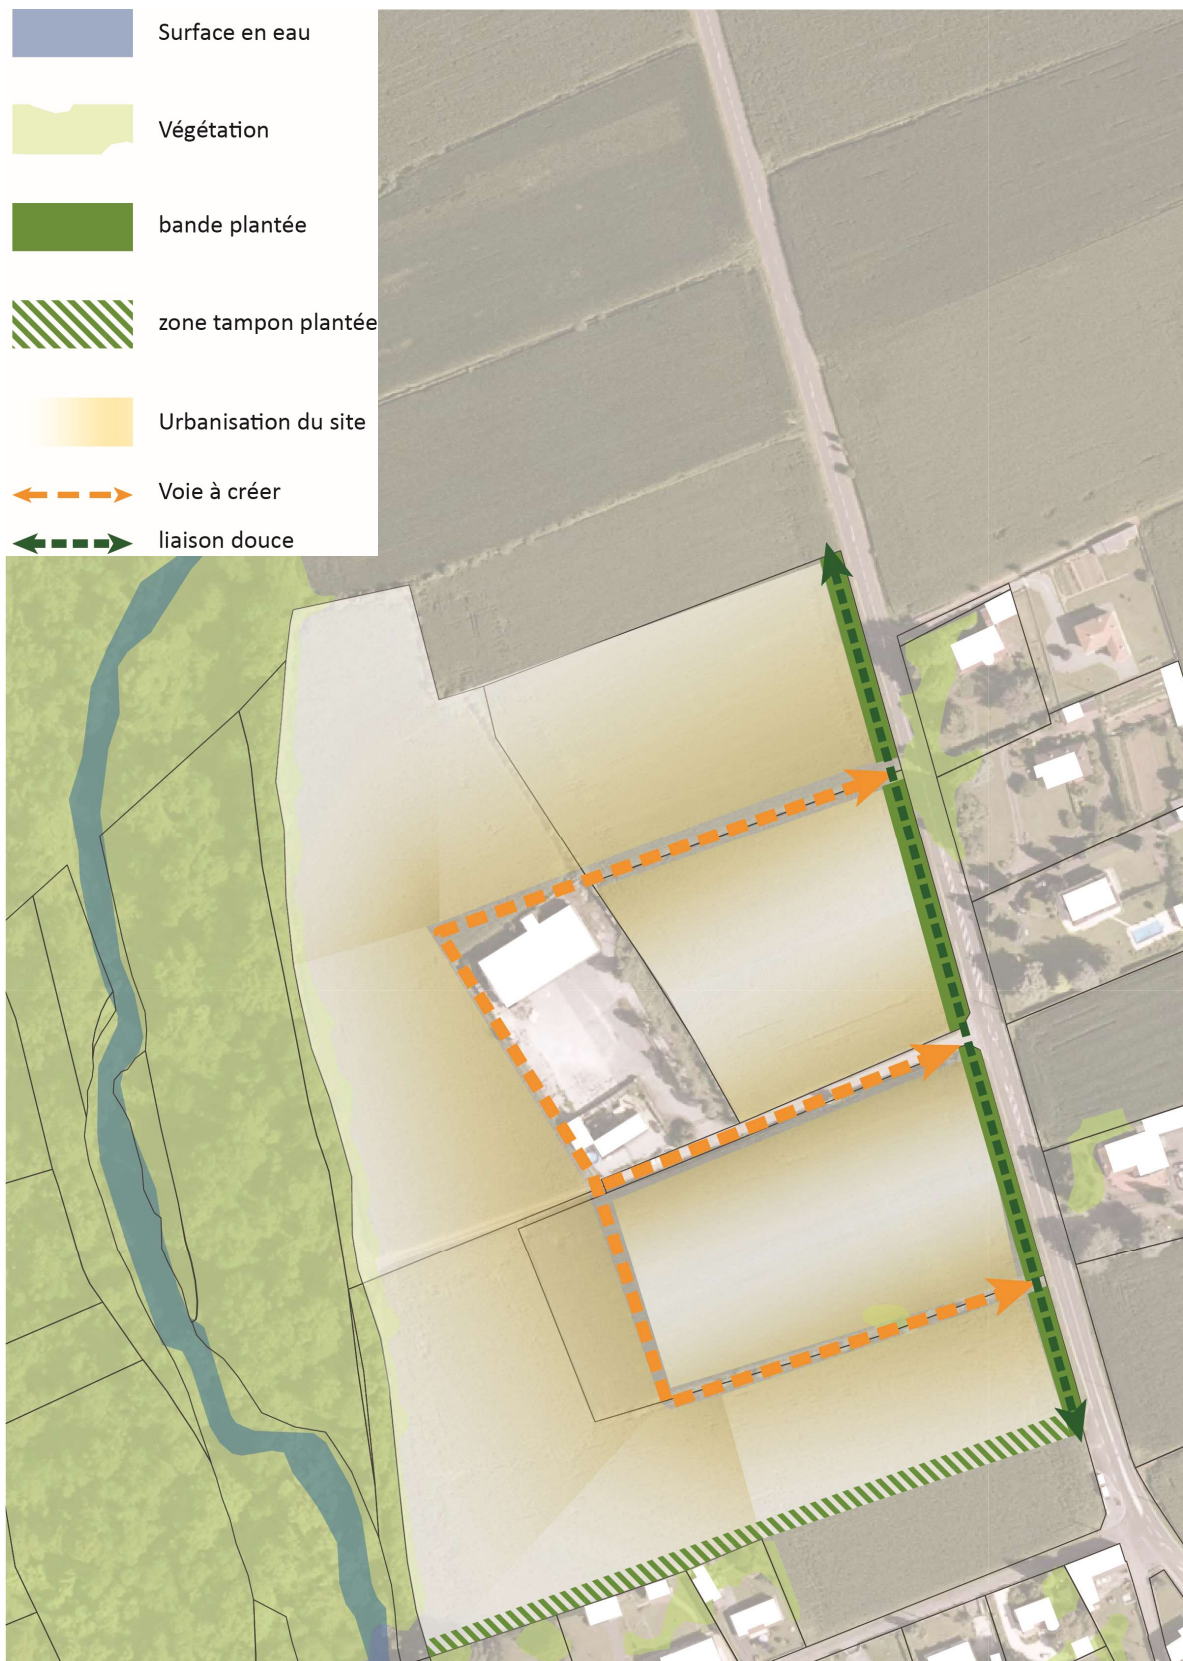 Surface en eau
Végétation
bande plantée
zone tampon plantée
Urbanisation du site
Voie à créer
liaison douce